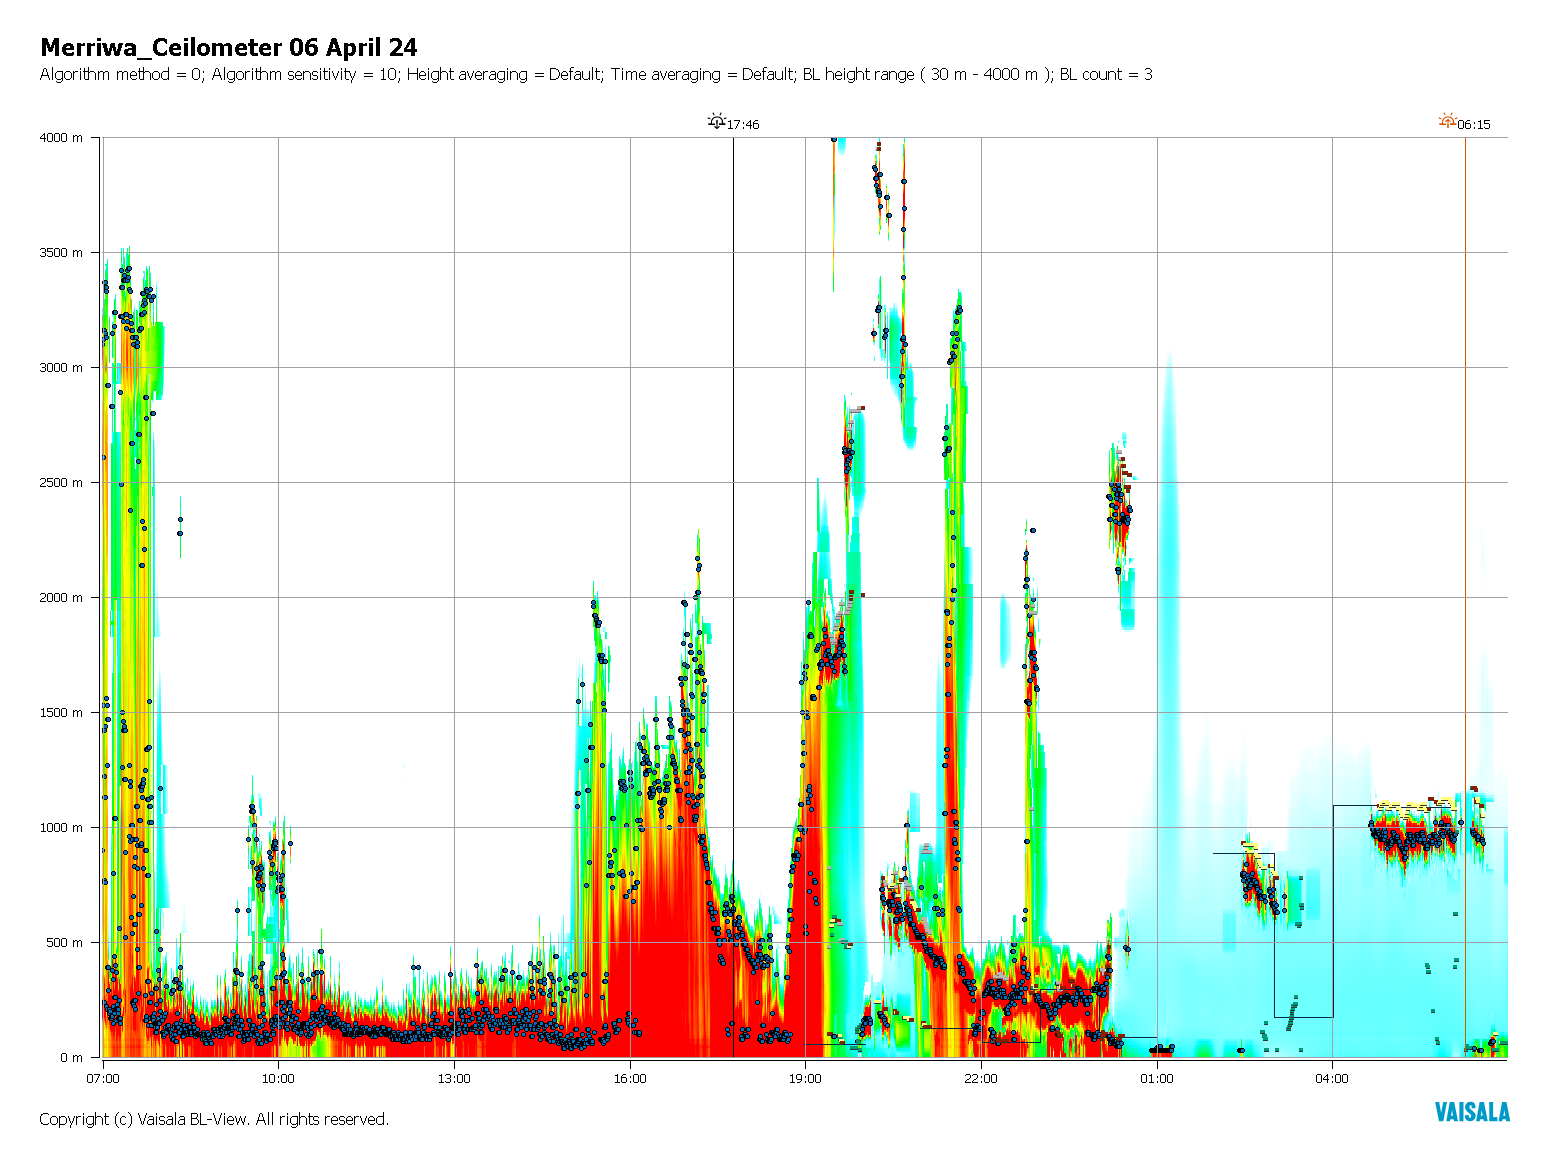 Merriwa_Ceilometer 06 April 24
Algorithm method = 0; Algorithm sensitivity = 10; Height averaging = Default; Time averaging = Default; BL height range ( 30 m - 4000 m ); BL count = 3
17:46
06:15
4000 m
3500 m
3000 m
2500 m
2000 m
1500 m
1000 m
500 m
0 m
07:00 10:00 13:00 16:00 19:00 22:00 01:00 04:00
Copyright (c) Vaisala BL-View. All rights reserved.
VAISALA